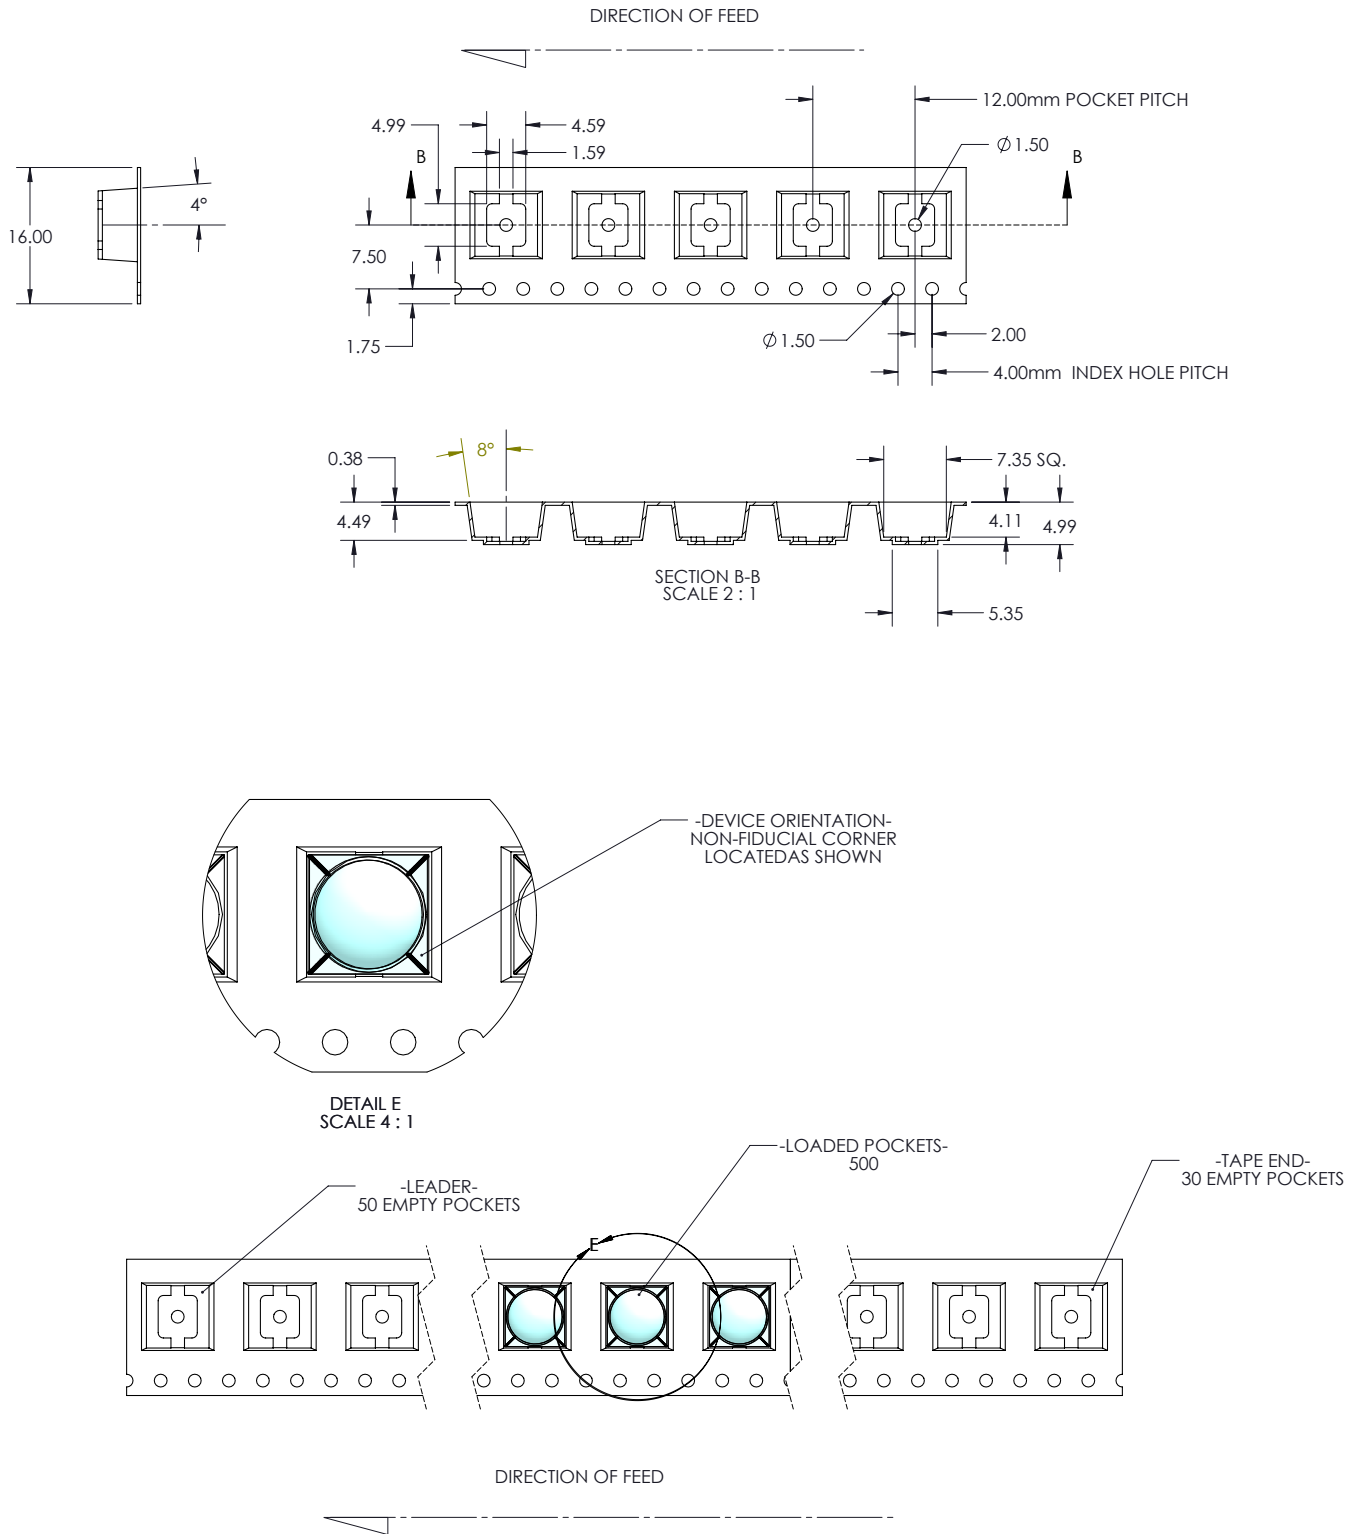 DIRECTION OF FEED
12.00mm POCKET PITCH
4.99
4.59
1.59
Ø1.50
B
B
4°
16.00
7.50
1.75
Ø1.50
2.00
4.00mm INDEX HOLE PITCH
8°
0.38
7.35 SQ.
4.49
4.11
4.99
SECTION B-B
SCALE 2 : 1
5.35
-DEVICE ORIENTATION-
NON-FIDUCIAL CORNER
LOCATEDAS SHOWN
DETAIL E
SCALE 4 : 1
-LOADED POCKETS-
500
-TAPE END-
30 EMPTY POCKETS
-LEADER-
50 EMPTY POCKETS
E
DIRECTION OF FEED